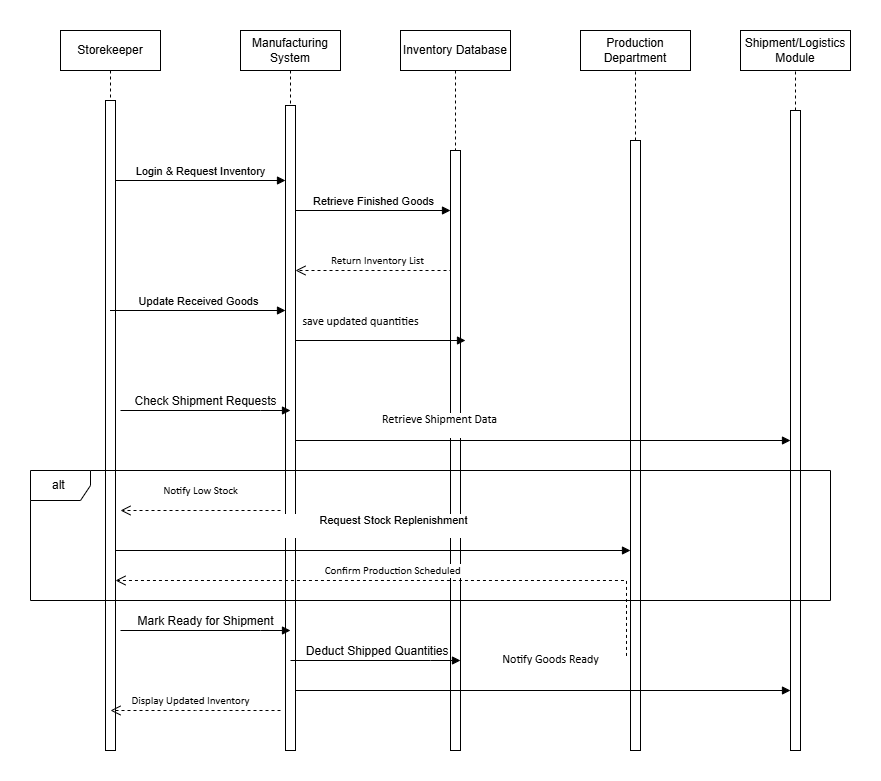 Storekeeper
Manufacturing
System
Inventory Database
Production
Department
Shipment/Logistics
Module
Login & Request Inventory
Retrieve Finished Goods
Return Inventory List
Update Received Goods
save updated quantities
Check Shipment Requests
Retrieve Shipment Data
alt
Notify Low Stock
Request Stock Replenishment
Confirm Production Scheduled
Mark Ready for Shipment
Deduct Shipped Quantities
Notify Goods Ready
Display Updated Inventory